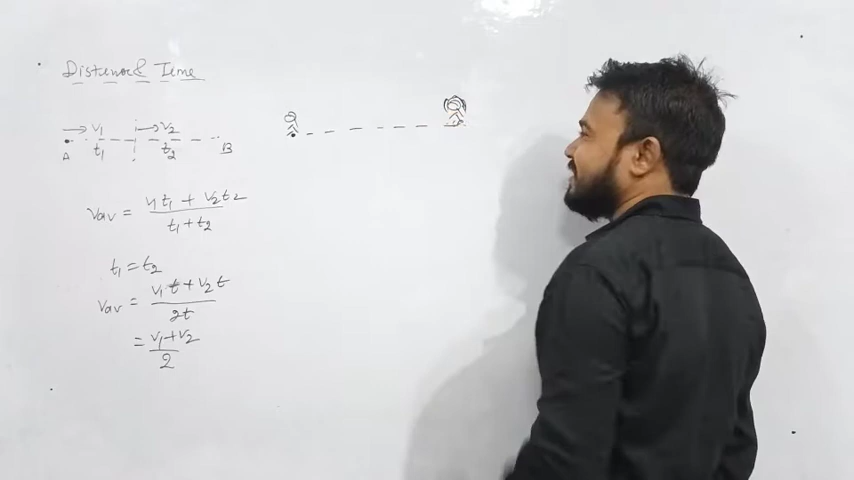 Distance & Time
V₁ V₂
A t₁ t₂ B
Vav = V₁t₁ + V₂t₂ / t₁ + t₂
t₁ = t₂
Vav = V₁t + V₂t / 2t
= V₁ + V₂ / 2